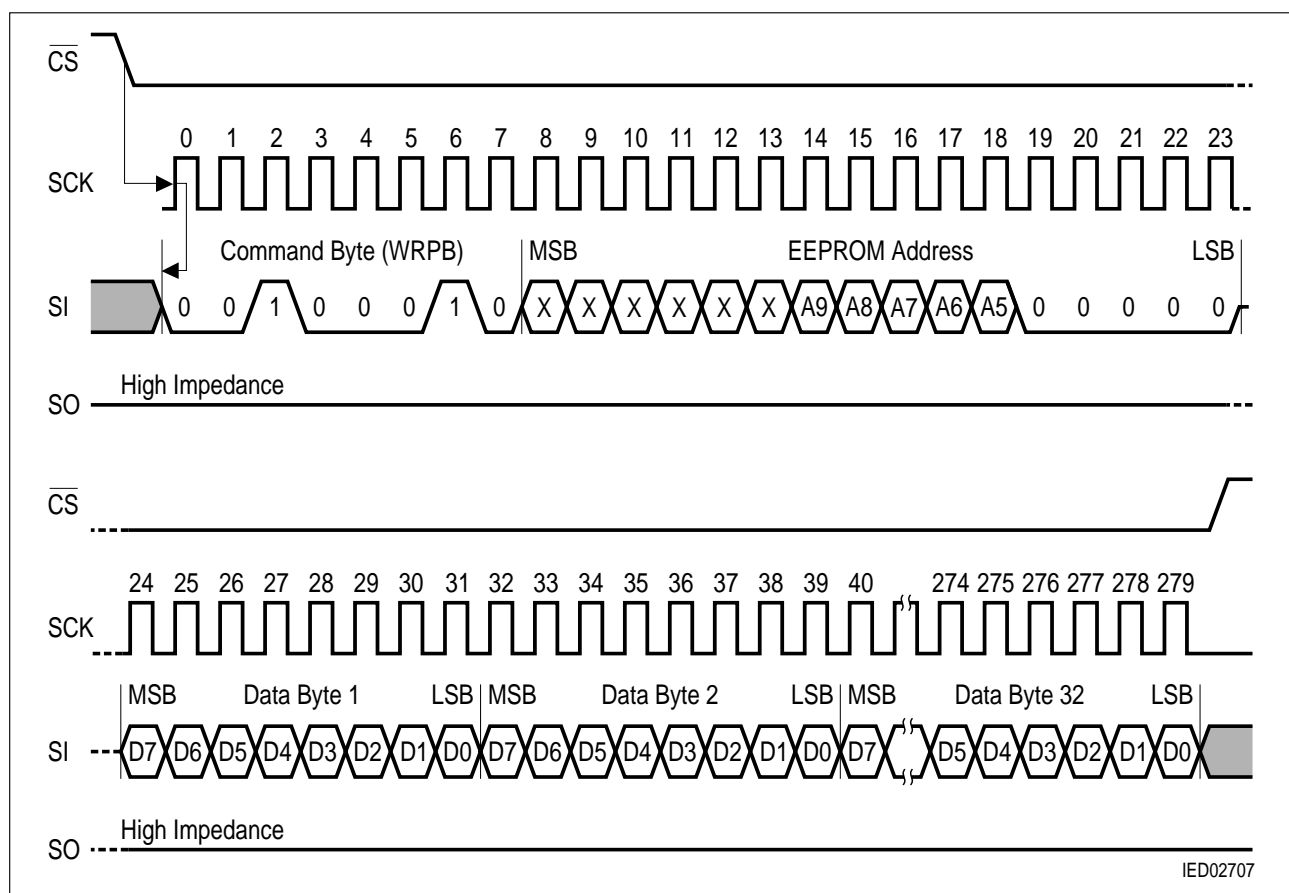 CS
0 1 2 3 4 5 6 7 8 9 10 11 12 13 14 15 16 17 18 19 20 21 22 23
SCK
Command Byte (WRPB) MSB EEPROM Address LSB
SI 0 0 1 0 0 0 1 0 X X X X X X A9 A8 A7 A6 A5 0 0 0 0 0
High Impedance
SO
CS
24 25 26 27 28 29 30 31 32 33 34 35 36 37 38 39 40 274 275 276 277 278 279
SCK
MSB Data Byte 1 LSB MSB Data Byte 2 LSB MSB Data Byte 32 LSB
SI D7 D6 D5 D4 D3 D2 D1 D0 D7 D6 D5 D4 D3 D2 D1 D0 D7 D5 D4 D3 D2 D1 D0
High Impedance
SO
IED02707